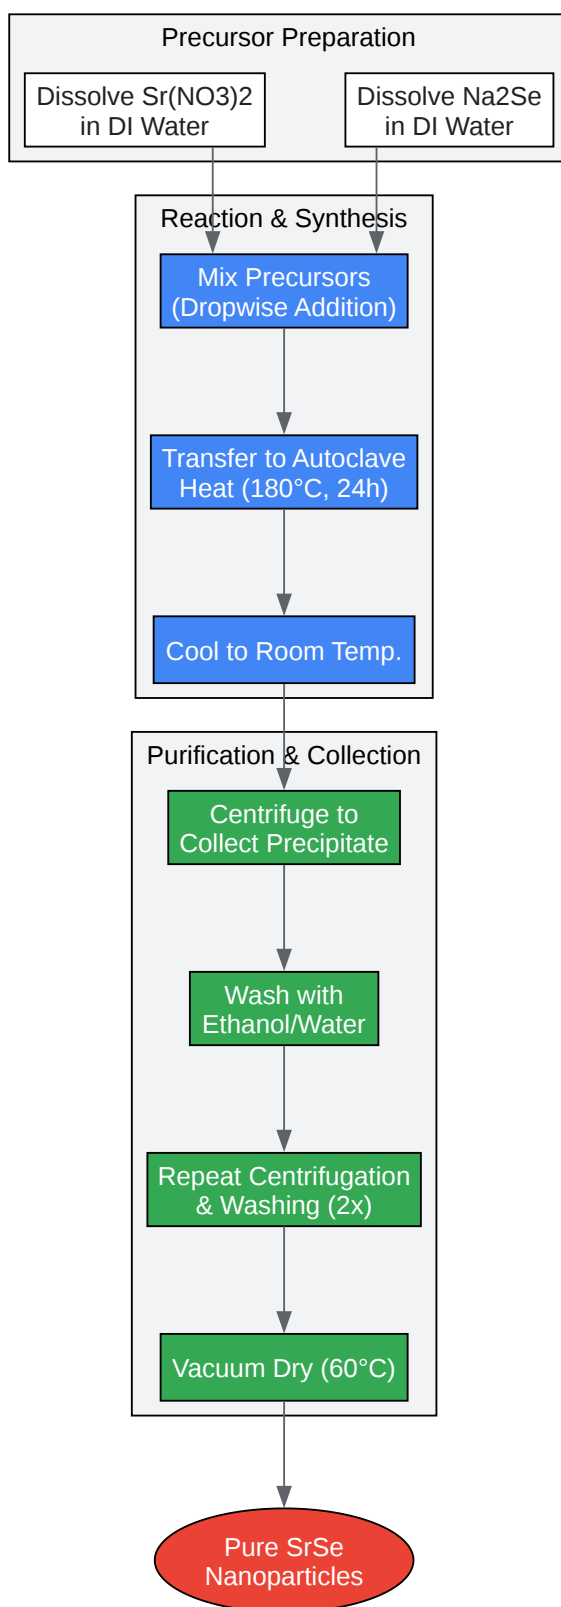 Precursor Preparation
Dissolve Sr(NO3)2
in DI Water
Dissolve Na2Se
in DI Water
Reaction & Synthesis
Mix Precursors
(Dropwise Addition)
Transfer to Autoclave
Heat (180°C, 24h)
Cool to Room Temp.
Purification & Collection
Centrifuge to
Collect Precipitate
Wash with
Ethanol/Water
Repeat Centrifugation
& Washing (2x)
Vacuum Dry (60°C)
Pure SrSe
Nanoparticles